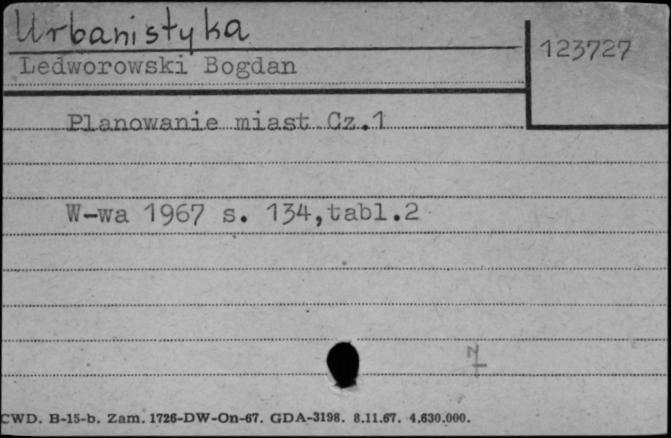 Urbanistyka
123727
Ledworowski Bogdan
Planowanie miast Cz.1
W-wa 1967 s. 134,tabl.2
CWD. B-15-b. Zam. 1726-DW-On-67. GDA-3198. 8.11.67. 4.630.000.